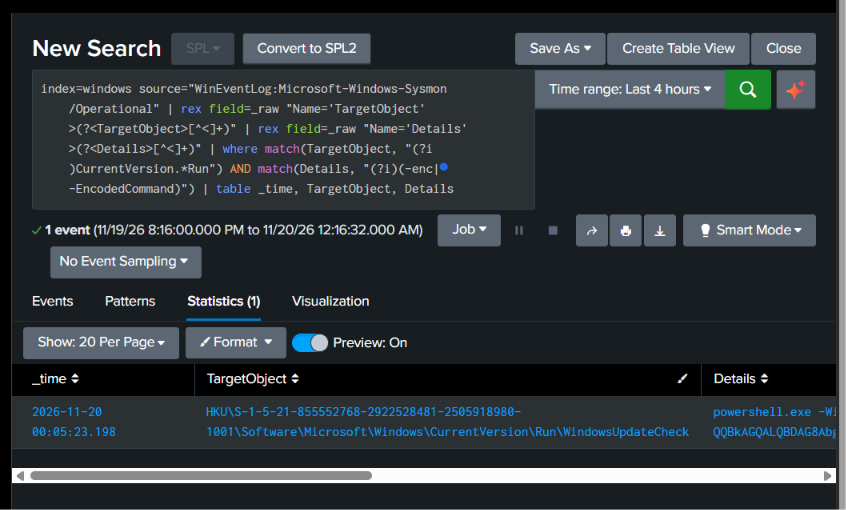 New Search
SPL
Convert to SPL2
Save As
Create Table View
Close
index=windows source="WinEventLog:Microsoft-Windows-Sysmon
/Operational" | rex field=_raw "Name='TargetObject'
>(?<TargetObject>[^<]+)" | rex field=_raw "Name='Details'
>(?<Details>[^<]+)" | where match(TargetObject, "(?i
)CurrentVersion.*Run") AND match(Details, "(?i)(-enc|
-EncodedCommand)") | table _time, TargetObject, Details
Time range: Last 4 hours
1 event (11/19/26 8:16:00.000 PM to 11/20/26 12:16:32.000 AM)
Job
Smart Mode
No Event Sampling
Events
Patterns
Statistics (1)
Visualization
Show: 20 Per Page
Format
Preview: On
_time
TargetObject
Details
2026-11-20
00:05:23.198
HKU\S-1-5-21-855552768-2922528481-2505918980-
1001\Software\Microsoft\Windows\CurrentVersion\Run\WindowsUpdateCheck
powershell.exe -Wi
QQBkAGQALQBDAG8Abg